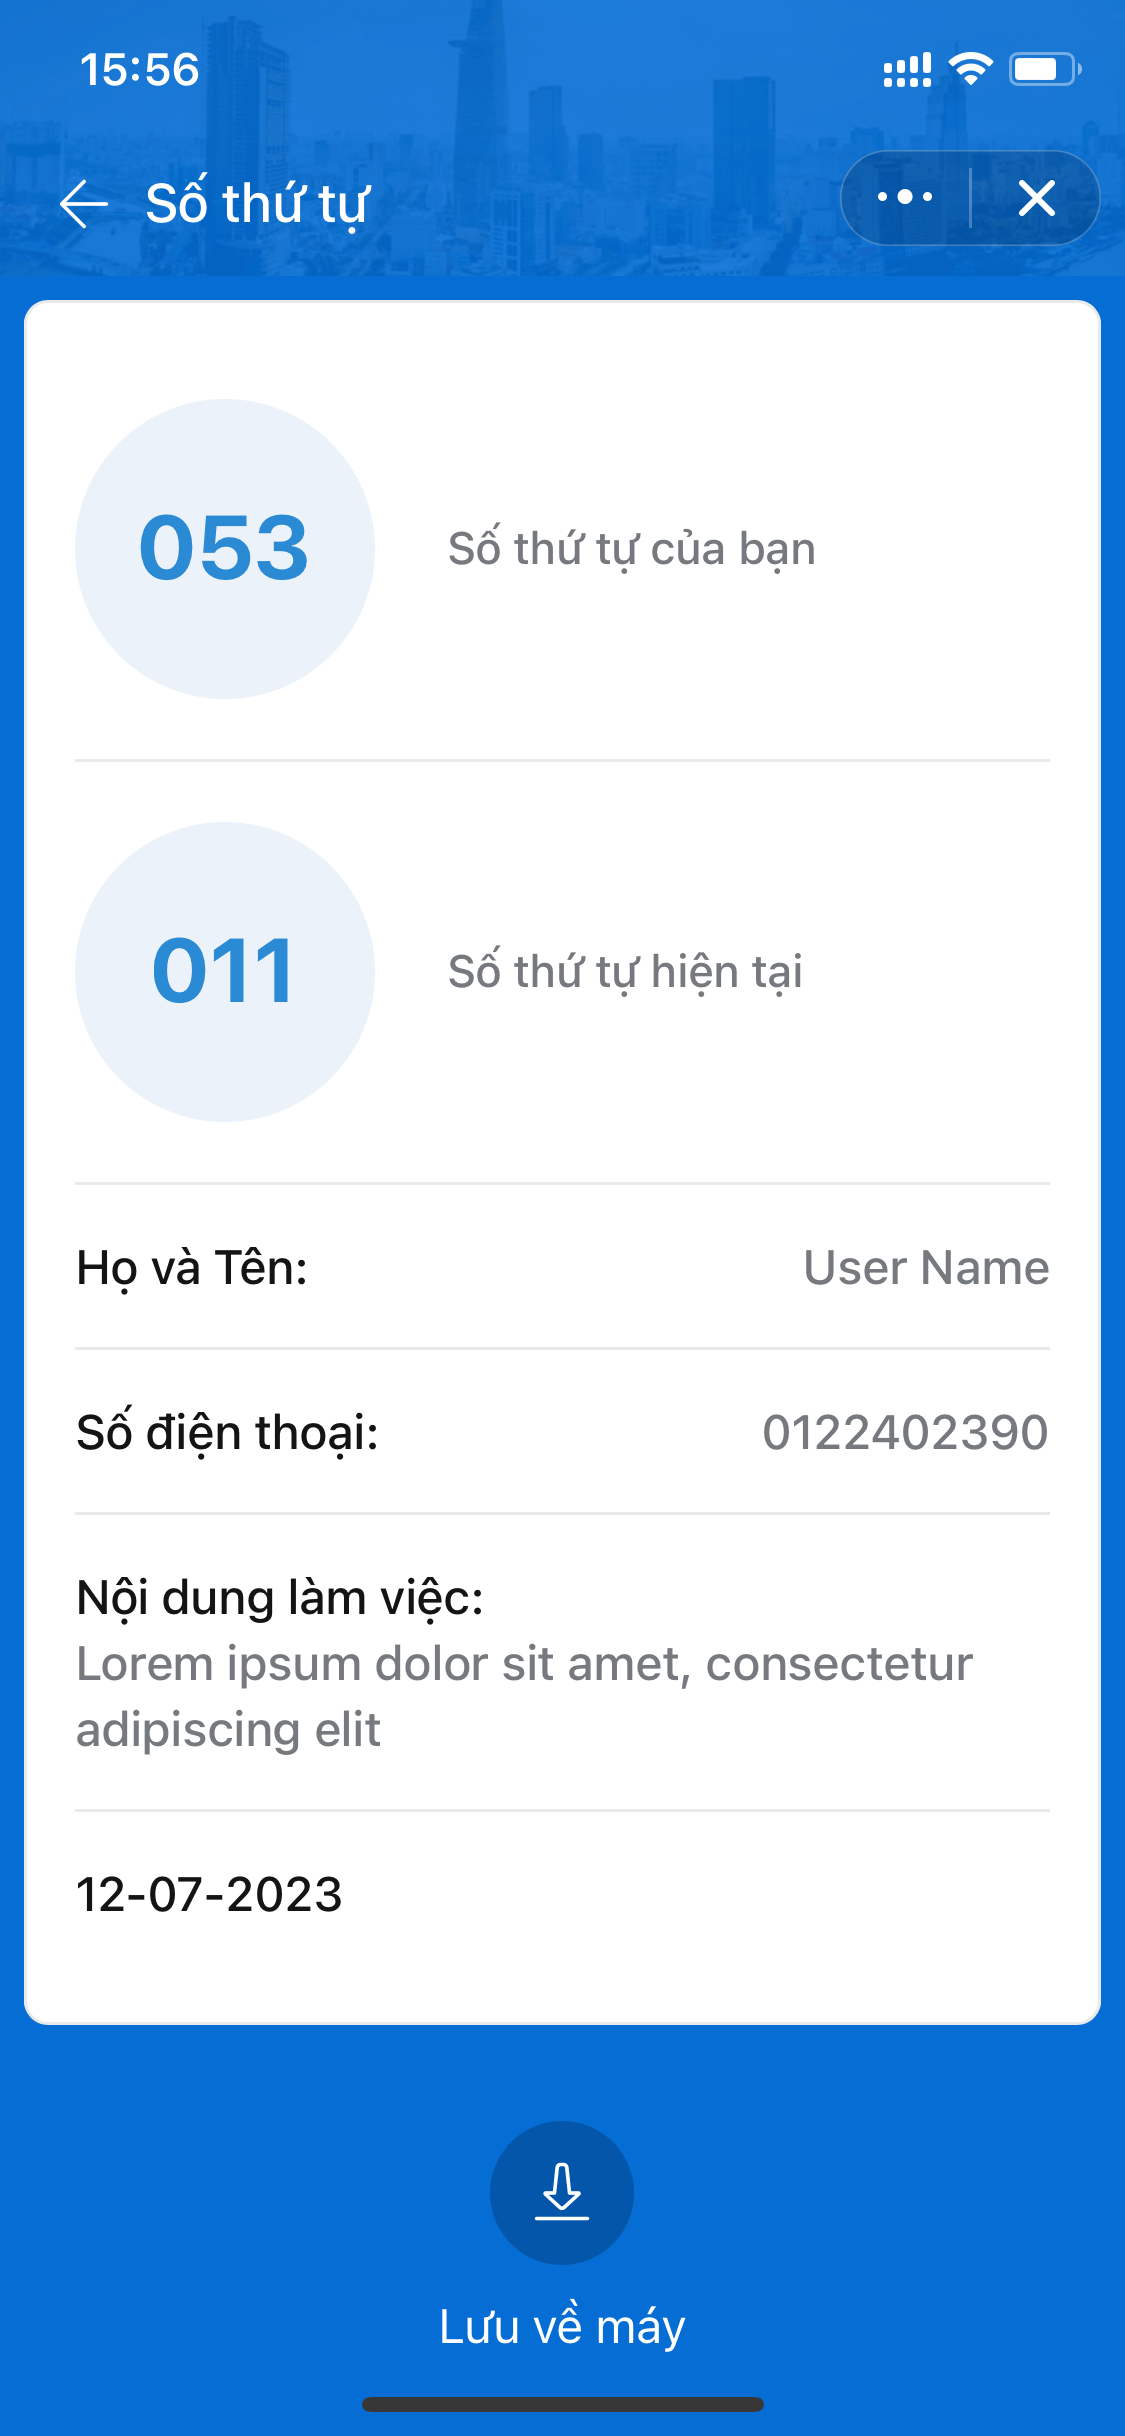 15:56
Số thứ tự
053
Số thứ tự của bạn
011
Số thứ tự hiện tại
Họ và Tên: User Name
Số điện thoại: 0122402390
Nội dung làm việc:
Lorem ipsum dolor sit amet, consectetur
adipiscing elit
12-07-2023
Lưu về máy